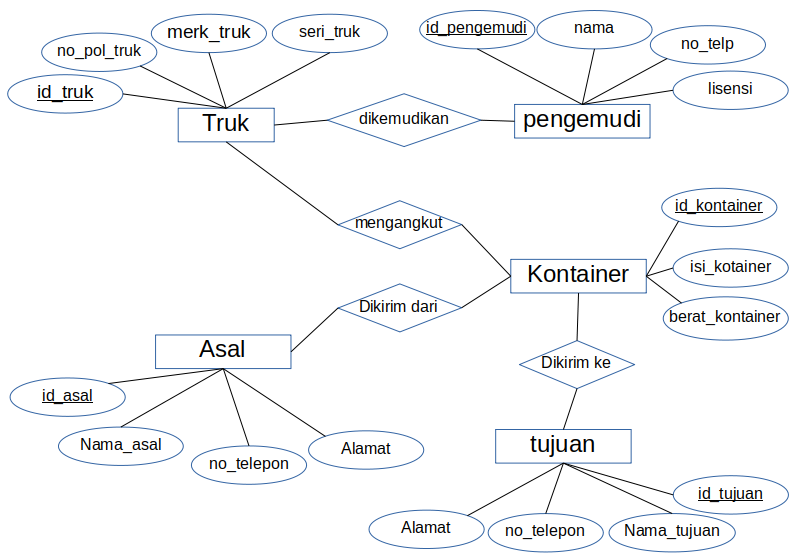 merk_truk
seri_truk
id_pengemudi
nama
no_pol_truk
no_telp
id_truk
lisensi
Truk
dikemudikan
pengemudi
id_kontainer
mengangkut
isi_kotainer
Kontainer
Dikirim dari
berat_kontainer
Asal
Dikirim ke
id_asal
Nama_asal
no_telepon
Alamat
tujuan
id_tujuan
Alamat
no_telepon
Nama_tujuan